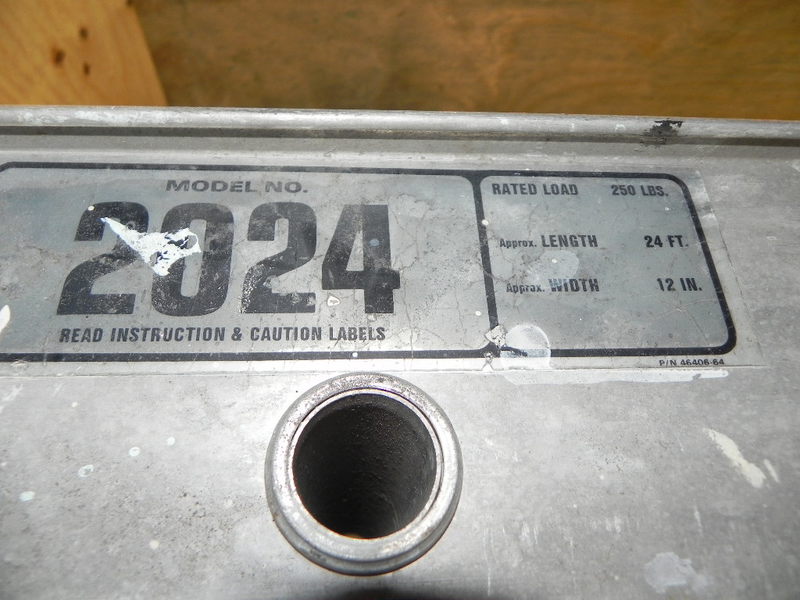 MODEL NO.
2024
READ INSTRUCTION & CAUTION LABELS
RATED LOAD 250 LBS.
Approx. LENGTH 24 FT.
Approx. WIDTH 12 IN.
P/N 46406-64